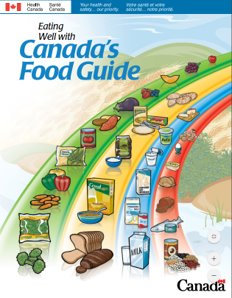 Health Canada
Santé Canada
Your health and safety... our priority.
Votre santé et votre sécurité... notre priorité.
Eating
Well with
Canada's
Food Guide
MILK
Canada